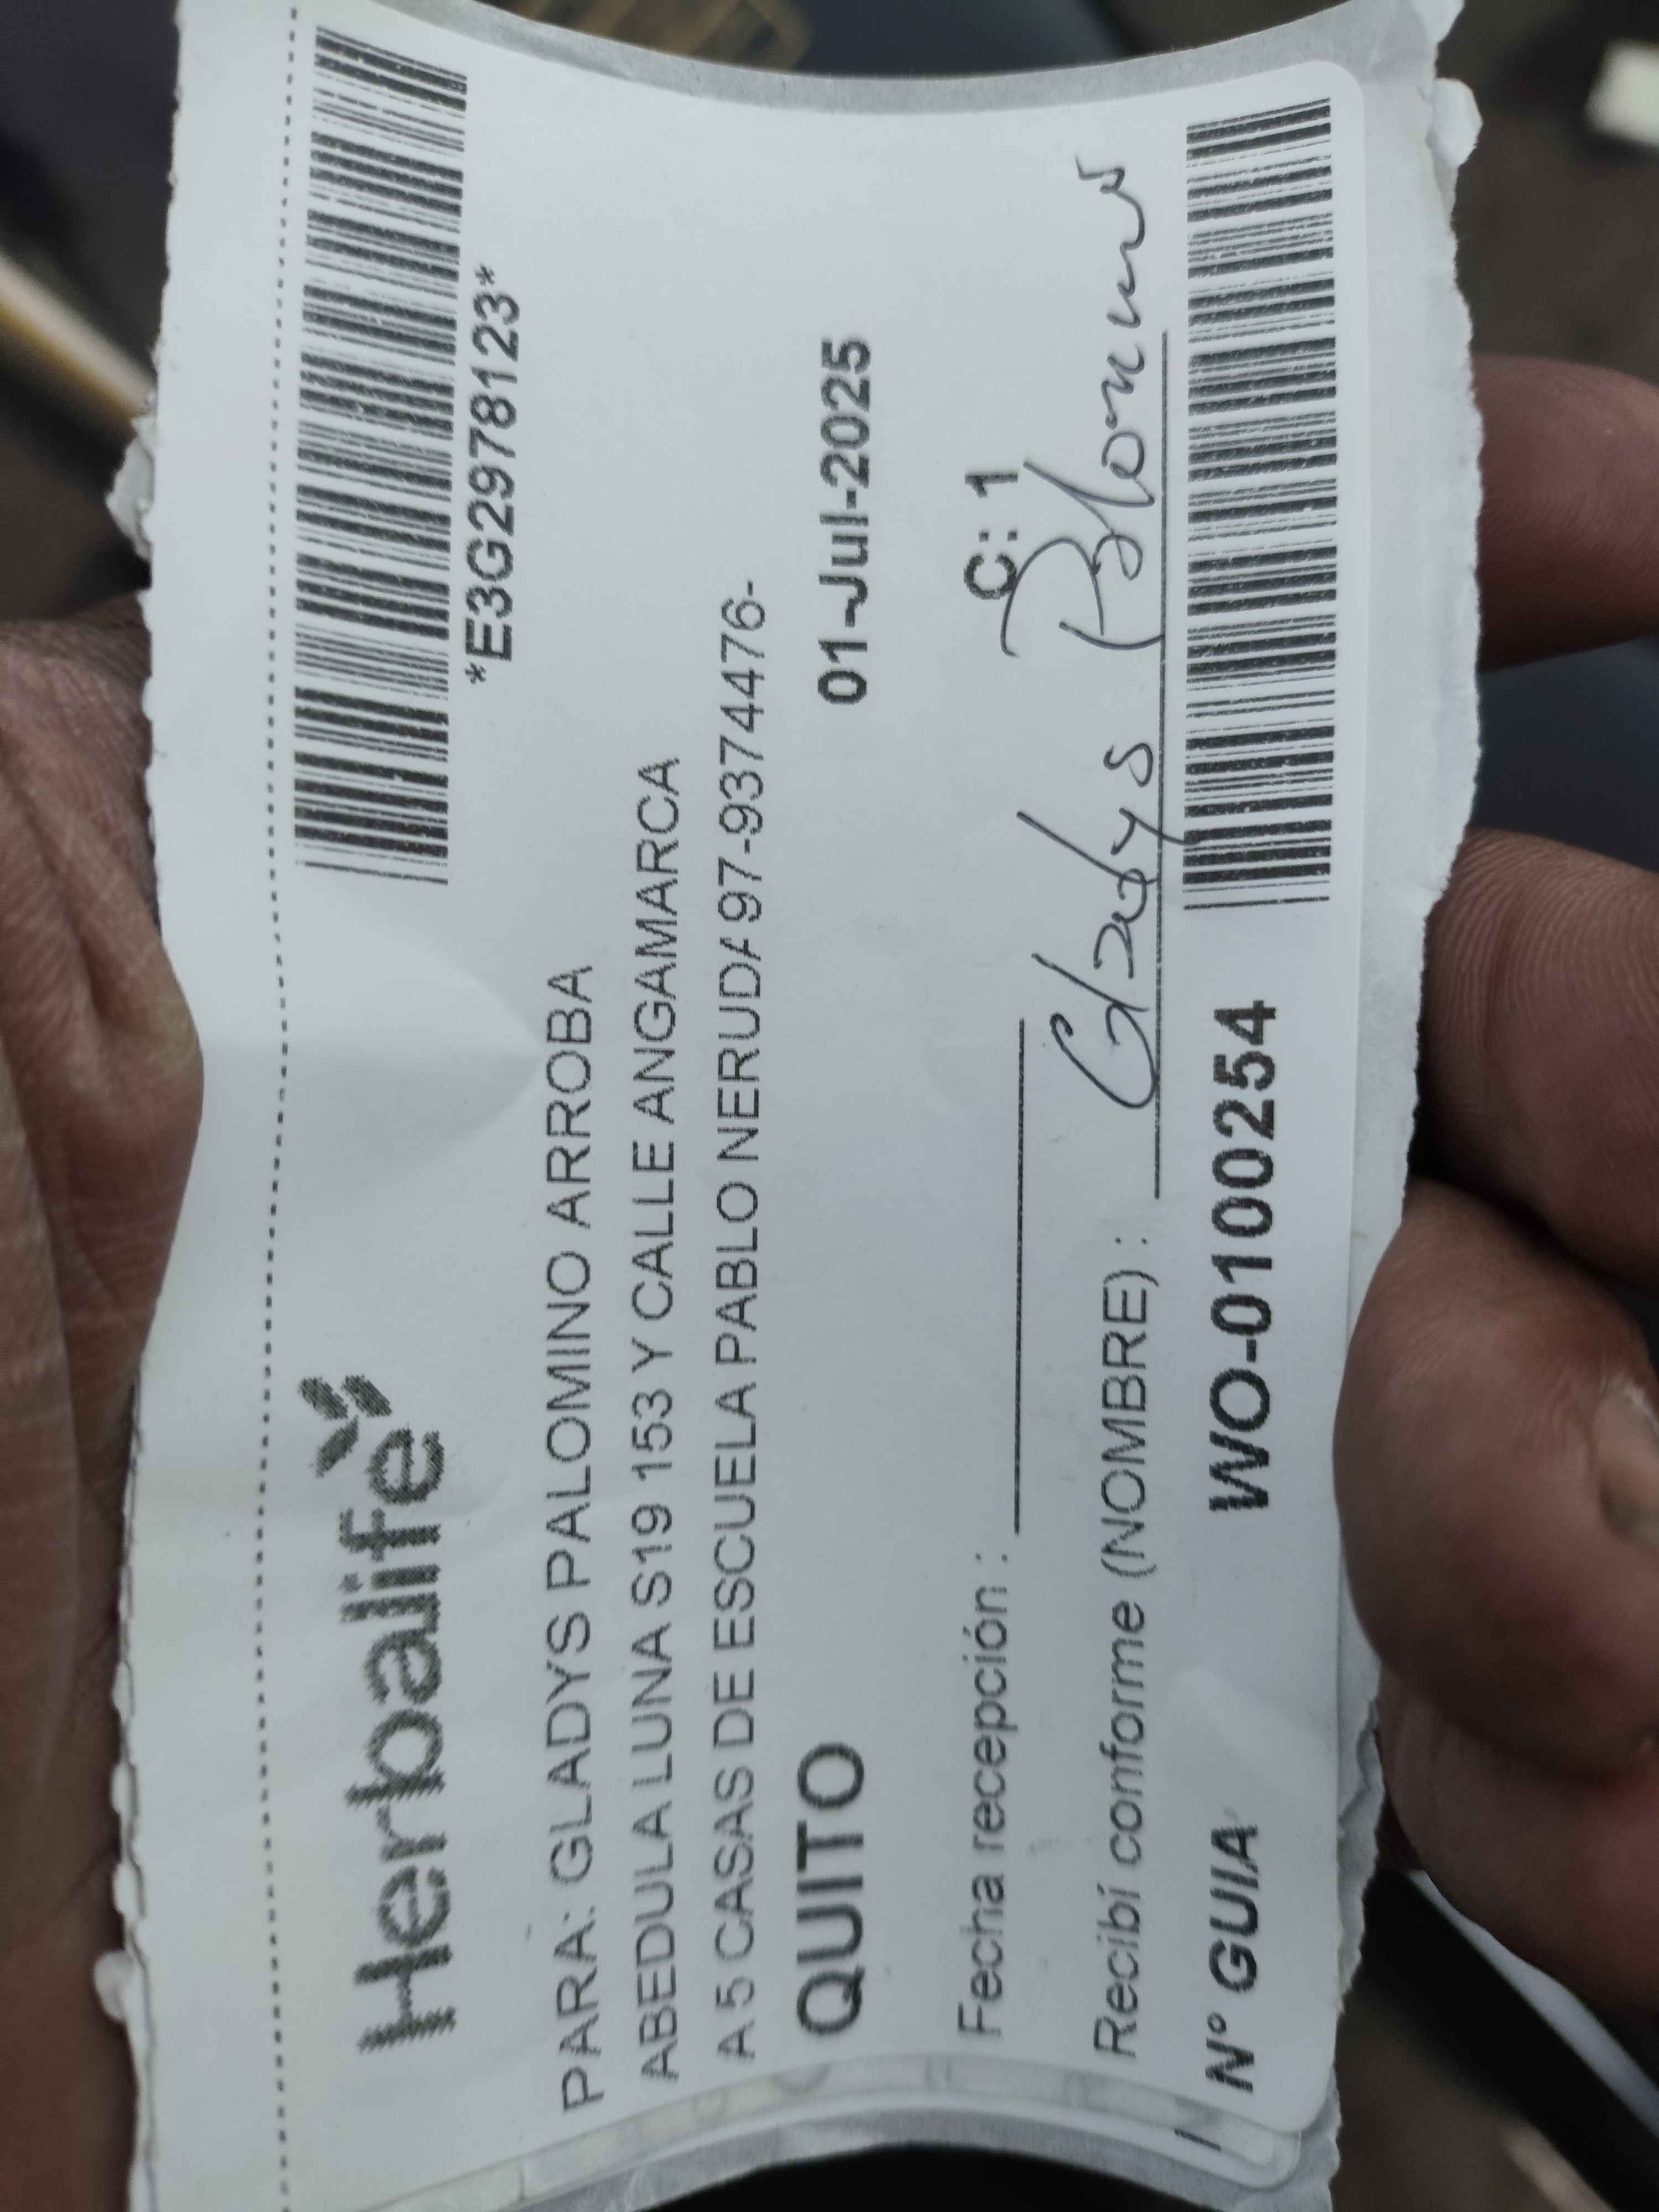 Herbalife
*E3G2978123*
PARA: GLADYS PALOMINO ARROBA
ABEDULA LUNA S19 153 Y CALLE ANGAMARCA
A 5 CASAS DE ESCUELA PABLO NERUDA 97-9374476-
QUITO 01-Jul-2025
C: 1
Fecha recepción :
Recibí conforme (NOMBRE) : Gladys Palomino
N° GUIA WO-0100254